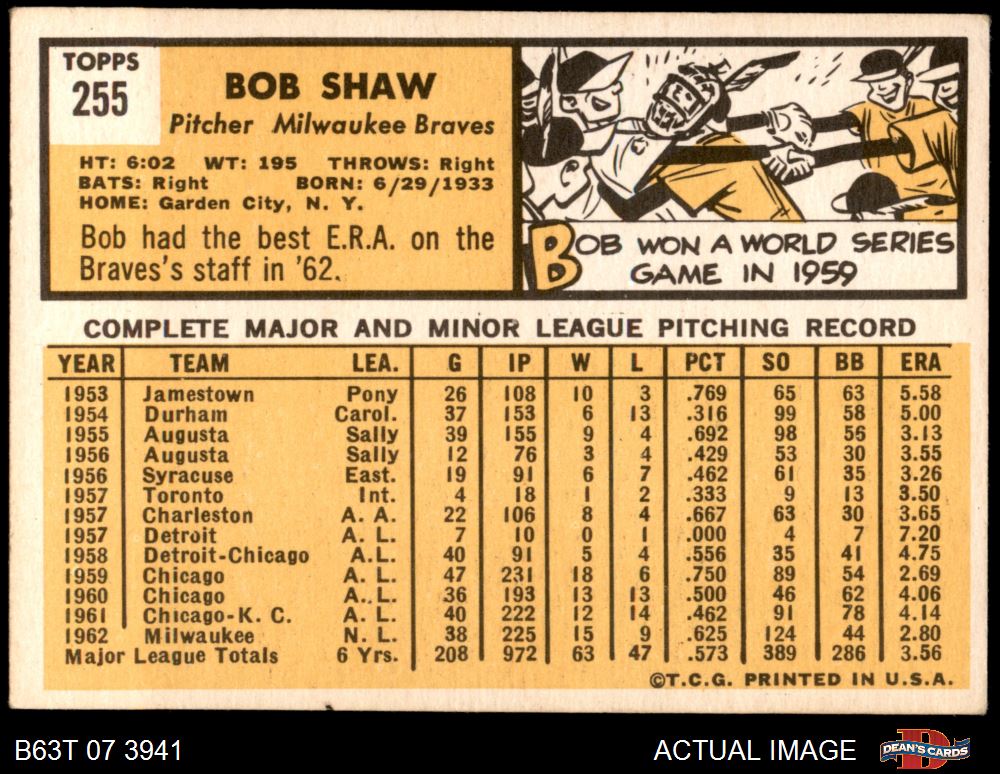 TOPPS
255
BOB SHAW
Pitcher Milwaukee Braves
HT: 6:02 WT: 195 THROWS: Right
BATS: Right BORN: 6/29/1933
HOME: Garden City, N. Y.
Bob had the best E.R.A. on the
Braves's staff in '62.
BOB WON A WORLD SERIES
GAME IN 1959
COMPLETE MAJOR AND MINOR LEAGUE PITCHING RECORD
YEAR TEAM LEA. G IP W L PCT SO BB ERA
1953 Jamestown Pony 26 108 10 3 .769 65 63 5.58
1954 Durham Carol. 37 153 6 13 .316 99 58 5.00
1955 Augusta Sally 39 155 9 4 .692 98 56 3.13
1956 Augusta Sally 12 76 3 4 .429 53 30 3.55
1956 Syracuse East. 19 91 6 7 .462 61 35 3.26
1957 Toronto Int. 4 18 1 2 .333 9 13 3.50
1957 Charleston A. A. 22 106 8 4 .667 63 30 3.65
1957 Detroit A. L. 7 10 0 1 .000 4 7 7.20
1958 Detroit-Chicago A.L. 40 91 5 4 .556 35 41 4.75
1959 Chicago A. L. 47 231 18 6 .750 89 54 2.69
1960 Chicago A. L. 36 193 13 13 .500 46 62 4.06
1961 Chicago-K. C. A. L. 40 222 12 14 .462 91 78 4.14
1962 Milwaukee N. L. 38 225 15 9 .625 124 44 2.80
Major League Totals 6 Yrs. 208 972 63 47 .573 389 286 3.56
©T.C.G. PRINTED IN U.S.A.
B63T 07 3941 ACTUAL IMAGE DEAN'S CARDS